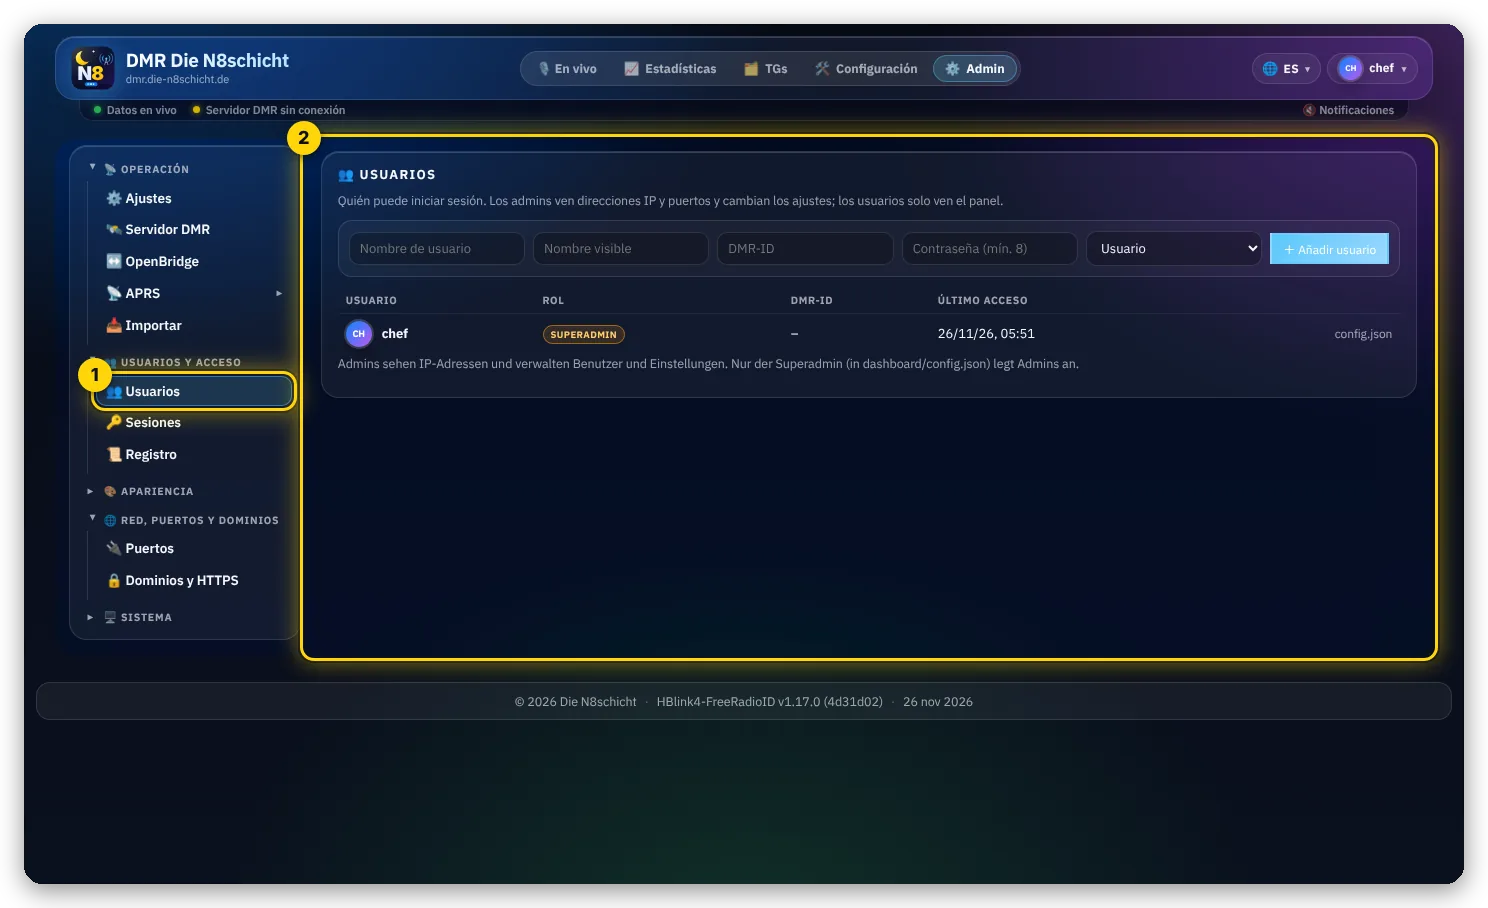 N8
DMR Die N8schicht
dmr.die-n8schicht.de
En vivo
Estadísticas
TGs
Configuración
Admin
ES
CH
chef
Datos en vivo
Servidor DMR sin conexión
Notificaciones
2
OPERACIÓN
Ajustes
Servidor DMR
OpenBridge
APRS
Importar
USUARIOS Y ACCESO
1
Usuarios
Sesiones
Registro
APARIENCIA
RED, PUERTOS Y DOMINIOS
Puertos
Dominios y HTTPS
SISTEMA
USUARIOS
Quién puede iniciar sesión. Los admins ven direcciones IP y puertos y cambian los ajustes; los usuarios solo ven el panel.
Nombre de usuario
Nombre visible
DMR-ID
Contraseña (mín. 8)
Usuario
+ Añadir usuario
USUARIO ROL DMR-ID ÚLTIMO ACCESO
CH chef SUPERADMIN – 26/11/26, 05:51 config.json
Admins sehen IP-Adressen und verwalten Benutzer und Einstellungen. Nur der Superadmin (in dashboard/config.json) legt Admins an.
© 2026 Die N8schicht · HBlink4-FreeRadioID v1.17.0 (4d31d02) · 26 nov 2026